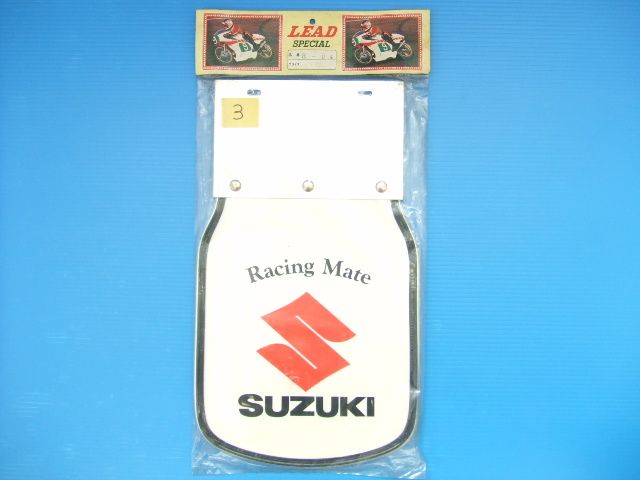 LEAD
SPECIAL
3
Racing Mate
SUZUKI